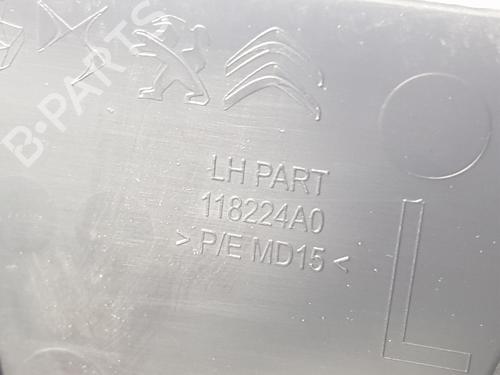 B-PARTS
LH PART
118224A0
> P/E MD15 <
L